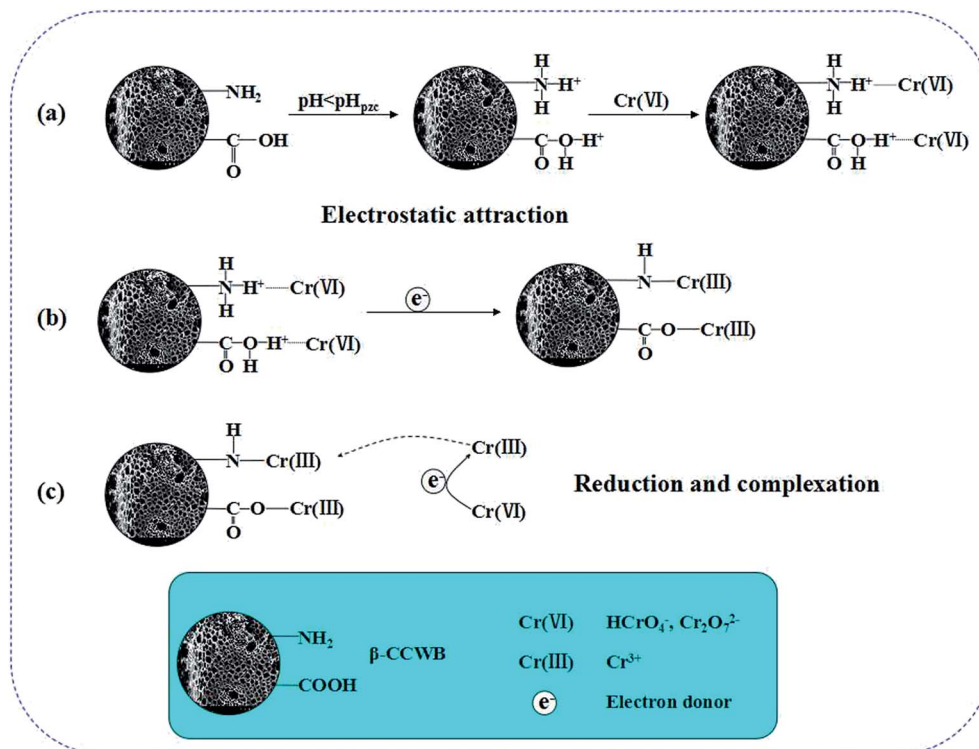 (a)
NH₂
C
OH
O
pH<pHpzc
H
N
H⁺
H
C
O
H⁺
O
H
Cr(VI)
H
N
H⁺
Cr(VI)
H
C
O
H⁺
Cr(VI)
O
H
Electrostatic attraction
(b)
H
N
H⁺
Cr(VI)
H
C
O
H⁺
Cr(VI)
O
H
e⁻
H
N
Cr(III)
C
O
Cr(III)
O
(c)
H
N
Cr(III)
C
O
Cr(III)
O
Cr(III)
e⁻
Cr(VI)
Reduction and complexation
NH₂
COOH
β-CCWB
Cr(VI) HCrO₄⁻, Cr₂O₇²⁻
Cr(III) Cr³⁺
e⁻ Electron donor